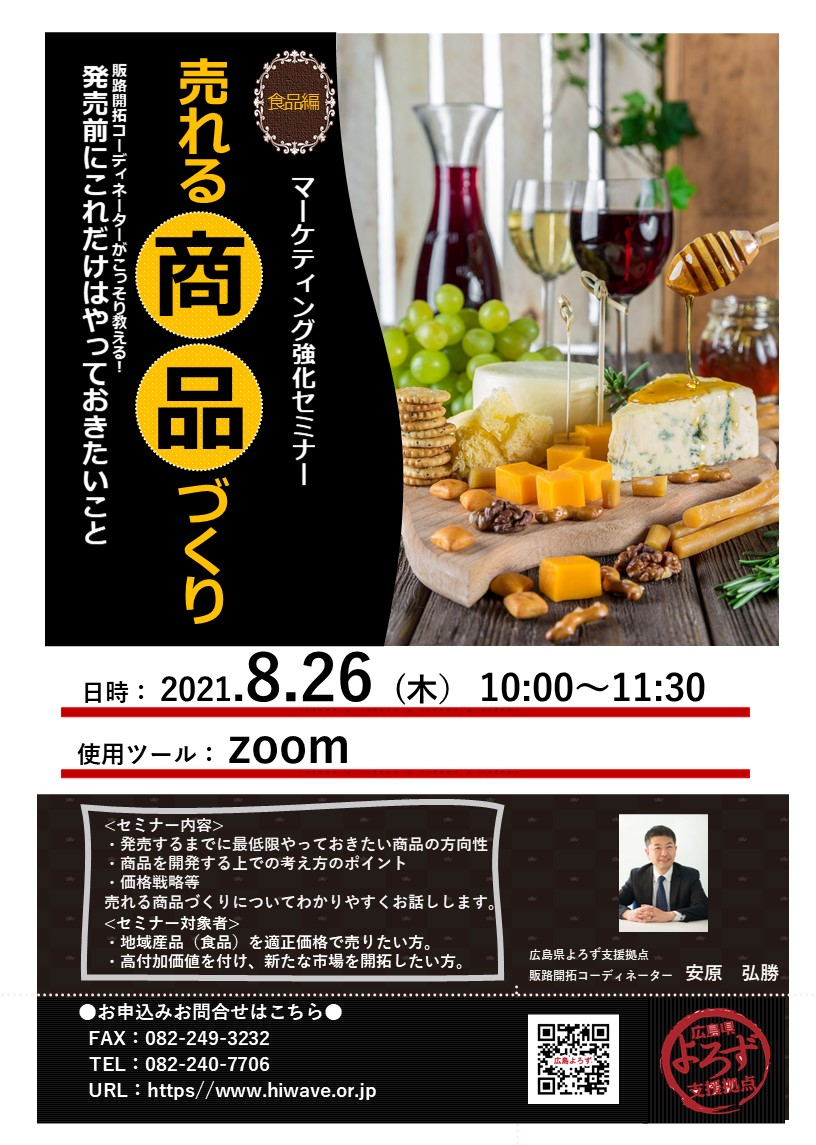 食品編
マーケティング強化セミナー
売れる商品づくり
販路開拓コーディネーターがこっそり教える！
発売前にこれだけはやっておきたいこと
日時： 2021.8.26（木） 10:00～11:30
使用ツール： zoom
<セミナー内容>
・発売するまでに最低限やっておきたい商品の方向性
・商品を開発する上での考え方のポイント
・価格戦略等
売れる商品づくりについてわかりやすくお話しします。
<セミナー対象者>
・地域産品（食品）を適正価格で売りたい方。
・高付加価値を付け、新たな市場を開拓したい方。
広島県よろず支援拠点
販路開拓コーディネーター 安原 弘勝
●お申込みお問合せはこちら●
FAX：082-249-3232
TEL：082-240-7706
URL：https//www.hiwave.or.jp
広島よろず
広島県
よろず
支援拠点